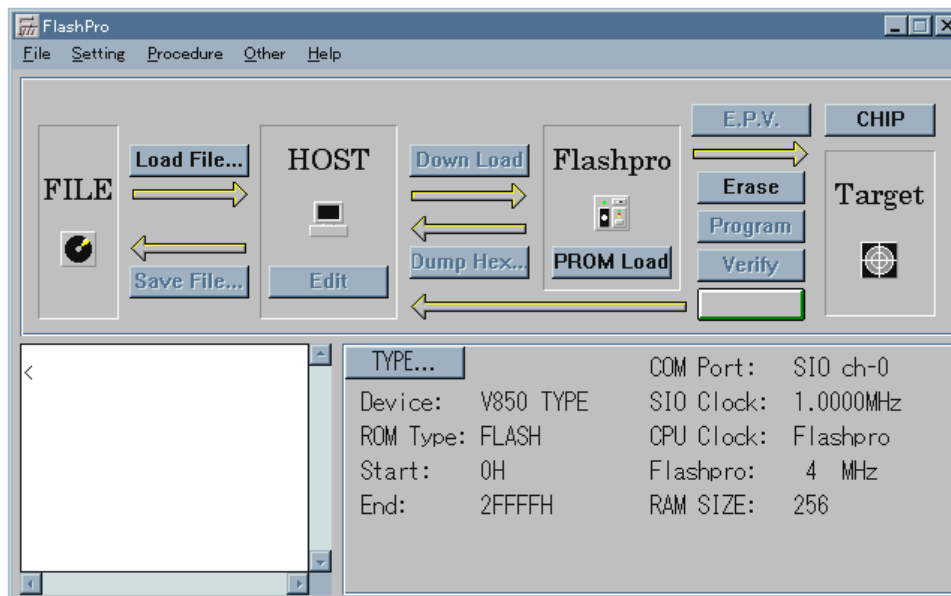 FlashPro
File Setting Procedure Other Help
E.P.V. CHIP
Load File... HOST Down Load Flashpro
FILE Erase Target
Program
Save File... Edit Dump Hex... PROM Load Verify
<
TYPE... COM Port: SIO ch-0
Device: V850 TYPE SIO Clock: 1.0000MHz
ROM Type: FLASH CPU Clock: Flashpro
Start: 0H Flashpro: 4 MHz
End: 2FFFFH RAM SIZE: 256